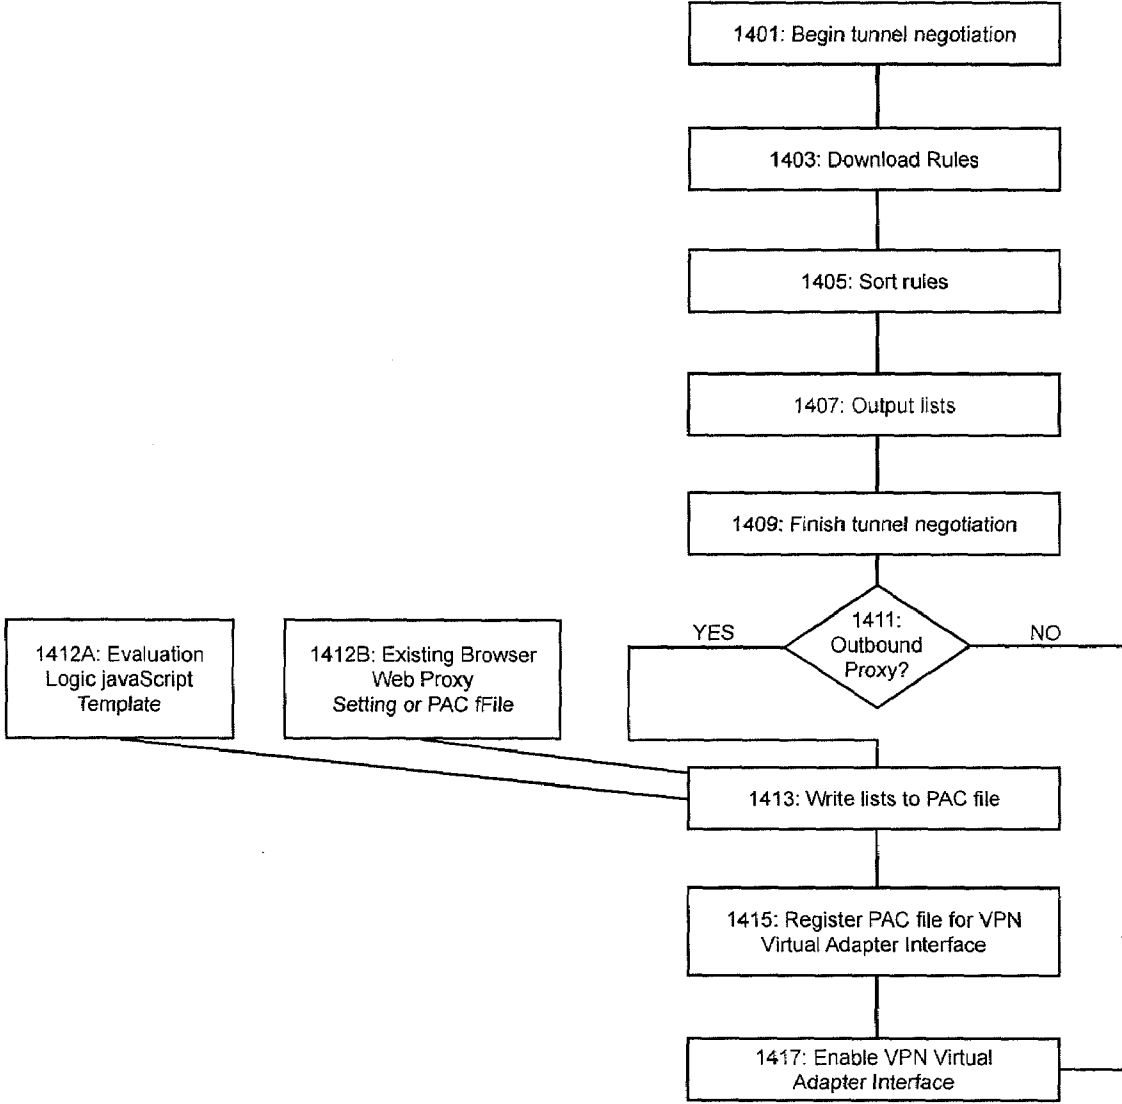 1401: Begin tunnel negotiation
1403: Download Rules
1405: Sort rules
1407: Output lists
1409: Finish tunnel negotiation
1411:
Outbound
Proxy?
YES
NO
1412A: Evaluation
Logic javaScript
Template
1412B: Existing Browser
Web Proxy
Setting or PAC fFile
1413: Write lists to PAC file
1415: Register PAC file for VPN
Virtual Adapter Interface
1417: Enable VPN Virtual
Adapter Interface